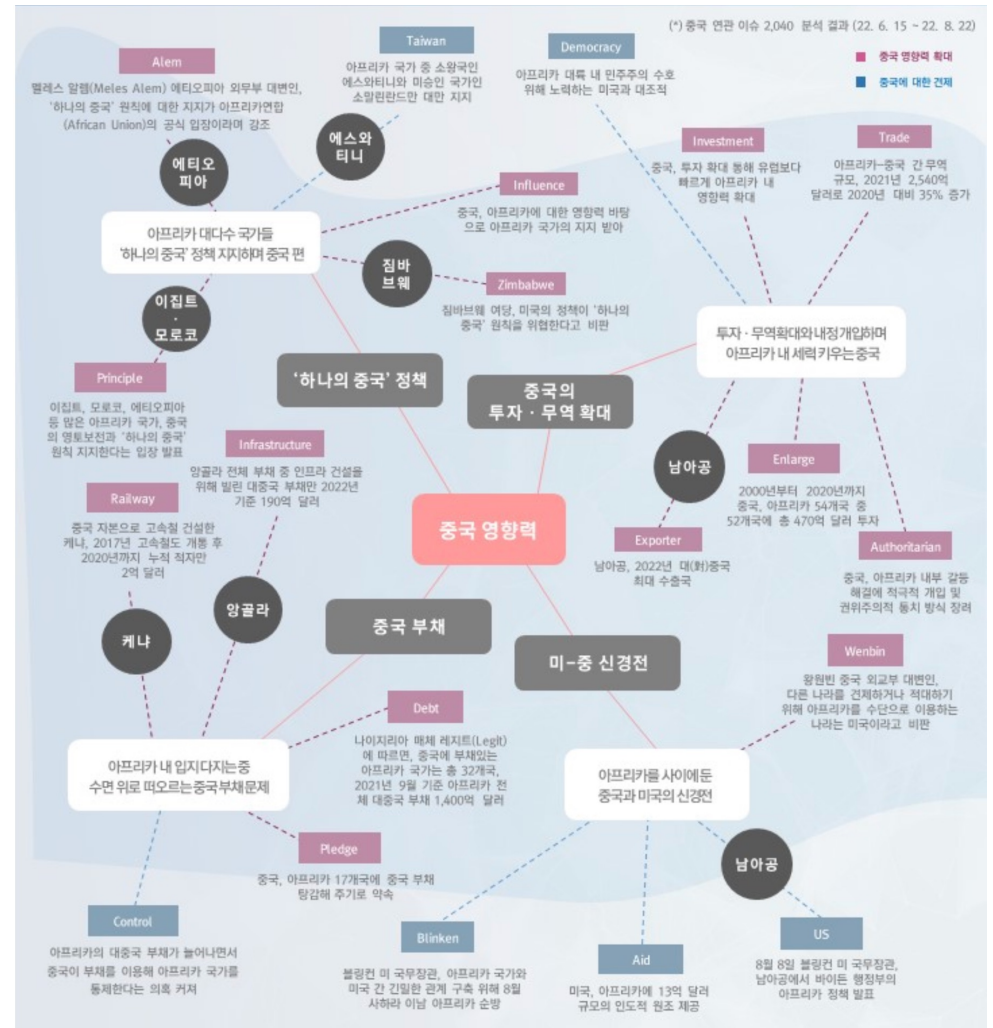 (*) 중국 연관 이슈 2,040 분석 결과 (22. 6. 15 ~ 22. 8. 22)
중국 영향력 확대
중국에 대한 견제
Alem
멜레스 알렘(Meles Alem) 에티오피아 외무부 대변인,
‘하나의 중국’ 원칙에 대한 지지가 아프리카연합
(African Union)의 공식 입장이라며 강조
에티오
피아
Taiwan
아프리카 국가 중 소왕국인
에스와티니와 미승인 국가인
소말린란드만 대만 지지
에스와
티니
Influence
중국, 아프리카에 대한 영향력 바탕
으로 아프리카 국가의 지지 받아
아프리카 대다수 국가들
‘하나의 중국’ 정책 지지하며 중국 편
짐바
브웨
Zimbabwe
짐바브웨 여당, 미국의 정책이 ‘하나의
중국’ 원칙을 위협한다고 비판
이집트
·
모로코
Principle
이집트, 모로코, 에티오피아
등 많은 아프리카 국가, 중국
의 영토보전과 ‘하나의 중국’
원칙 지지한다는 입장 발표
‘하나의 중국’ 정책
Democracy
아프리카 대륙 내 민주주의 수호
위해 노력하는 미국과 대조적
Investment
중국, 투자 확대 통해 유럽보다
빠르게 아프리카 내
영향력 확대
Trade
아프리카–중국 간 무역
규모, 2021년 2,540억
달러로 2020년 대비 35% 증가
투자 · 무역확대와 내정 개입하며
아프리카 내 세력 키우는 중국
중국의
투자 · 무역 확대
남아공
Exporter
남아공, 2022년 대(對)중국
최대 수출국
Enlarge
2000년부터 2020년까지
중국, 아프리카 54개국 중
52개국에 총 470억 달러 투자
Authoritarian
중국, 아프리카 내부 갈등
해결에 적극적 개입 및
권위주의적 통치 방식 장려
중국 영향력
Infrastructure
앙골라 전체 부채 중 인프라 건설을
위해 빌린 대중국 부채만 2022년
기준 190억 달러
Railway
중국 자본으로 고속철 건설한
케냐, 2017년 고속철도 개통 후
2020년까지 누적 적자만
2억 달러
앙골라
케냐
중국 부채
아프리카 내 입지 다지는 중
수면 위로 떠오르는 중국 부채 문제
Debt
나이지리아 매체 레지트(Legit)
에 따르면, 중국에 부채있는
아프리카 국가는 총 32개국,
2021년 9월 기준 아프리카 전
체 대중국 부채 1,400억 달러
Pledge
중국, 아프리카 17개국에 중국 부채
탕감해 주기로 약속
Control
아프리카의 대중국 부채가 늘어나면서
중국이 부채를 이용해 아프리카 국가를
통제한다는 의혹 커져
미-중 신경전
Wenbin
왕원빈 중국 외교부 대변인,
다른 나라를 견제하거나 적대하기
위해 아프리카를 수단으로 이용하는
나라는 미국이라고 비판
아프리카를 사이에 둔
중국과 미국의 신경전
남아공
Blinken
블링컨 미 국무장관, 아프리카 국가와
미국 간 긴밀한 관계 구축 위해 8월
사하라 이남 아프리카 순방
Aid
미국, 아프리카에 13억 달러
규모의 인도적 원조 제공
US
8월 8일 블링컨 미 국무장관,
남아공에서 바이든 행정부의
아프리카 정책 발표